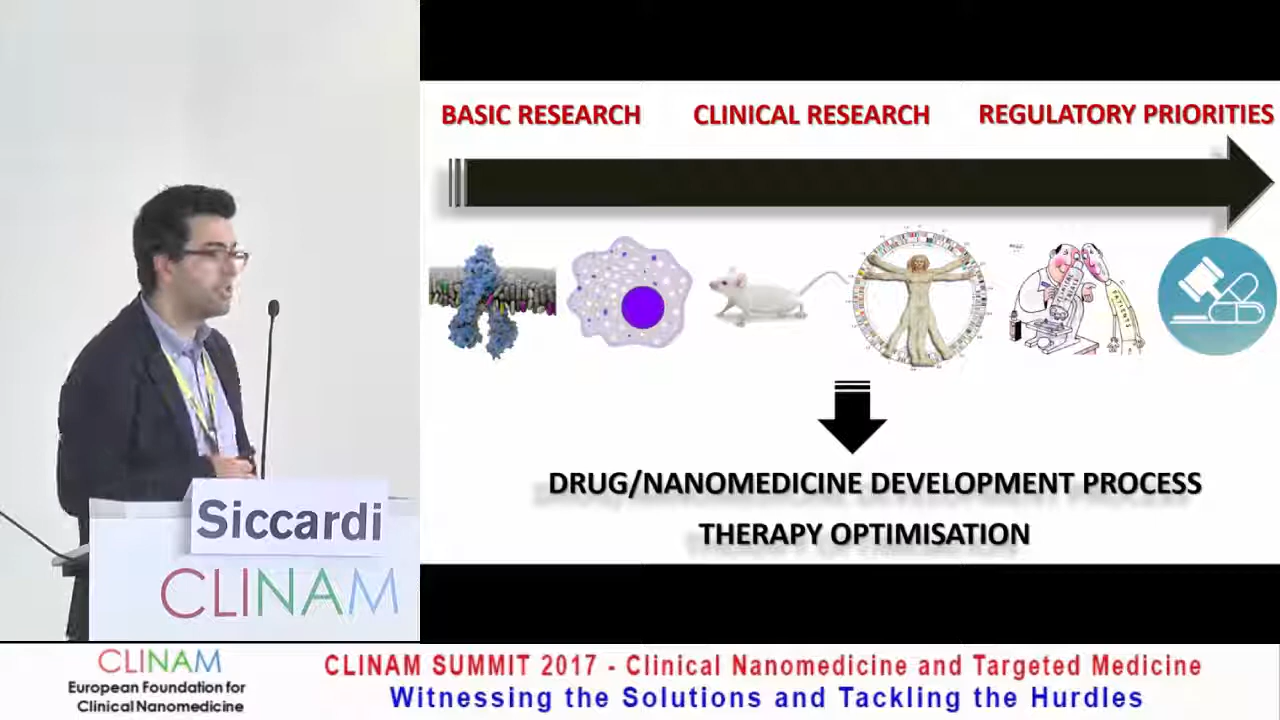 BASIC RESEARCH
CLINICAL RESEARCH
REGULATORY PRIORITIES
PATIENTS
DRUG/NANOMEDICINE DEVELOPMENT PROCESS
THERAPY OPTIMISATION
Siccardi
CLINAM
CLINAM
European Foundation for
Clinical Nanomedicine
CLINAM SUMMIT 2017 - Clinical Nanomedicine and Targeted Medicine
Witnessing the Solutions and Tackling the Hurdles